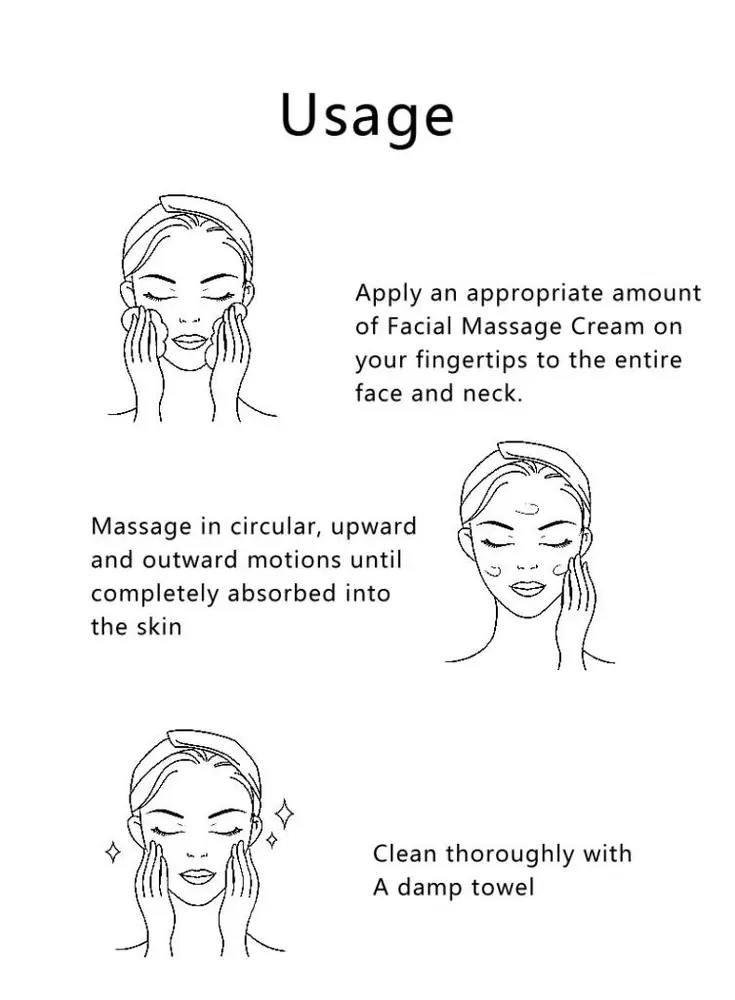 Usage
Apply an appropriate amount
of Facial Massage Cream on
your fingertips to the entire
face and neck.
Massage in circular, upward
and outward motions until
completely absorbed into
the skin
Clean thoroughly with
A damp towel